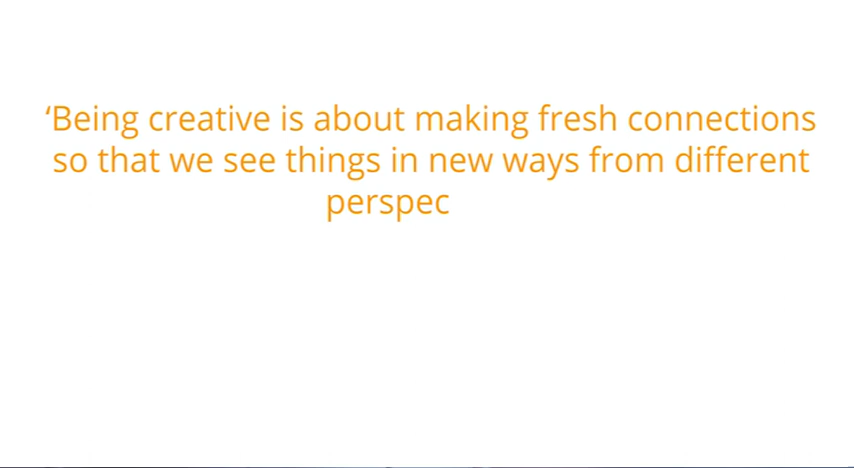 ‘Being creative is about making fresh connections
so that we see things in new ways from different
perspec